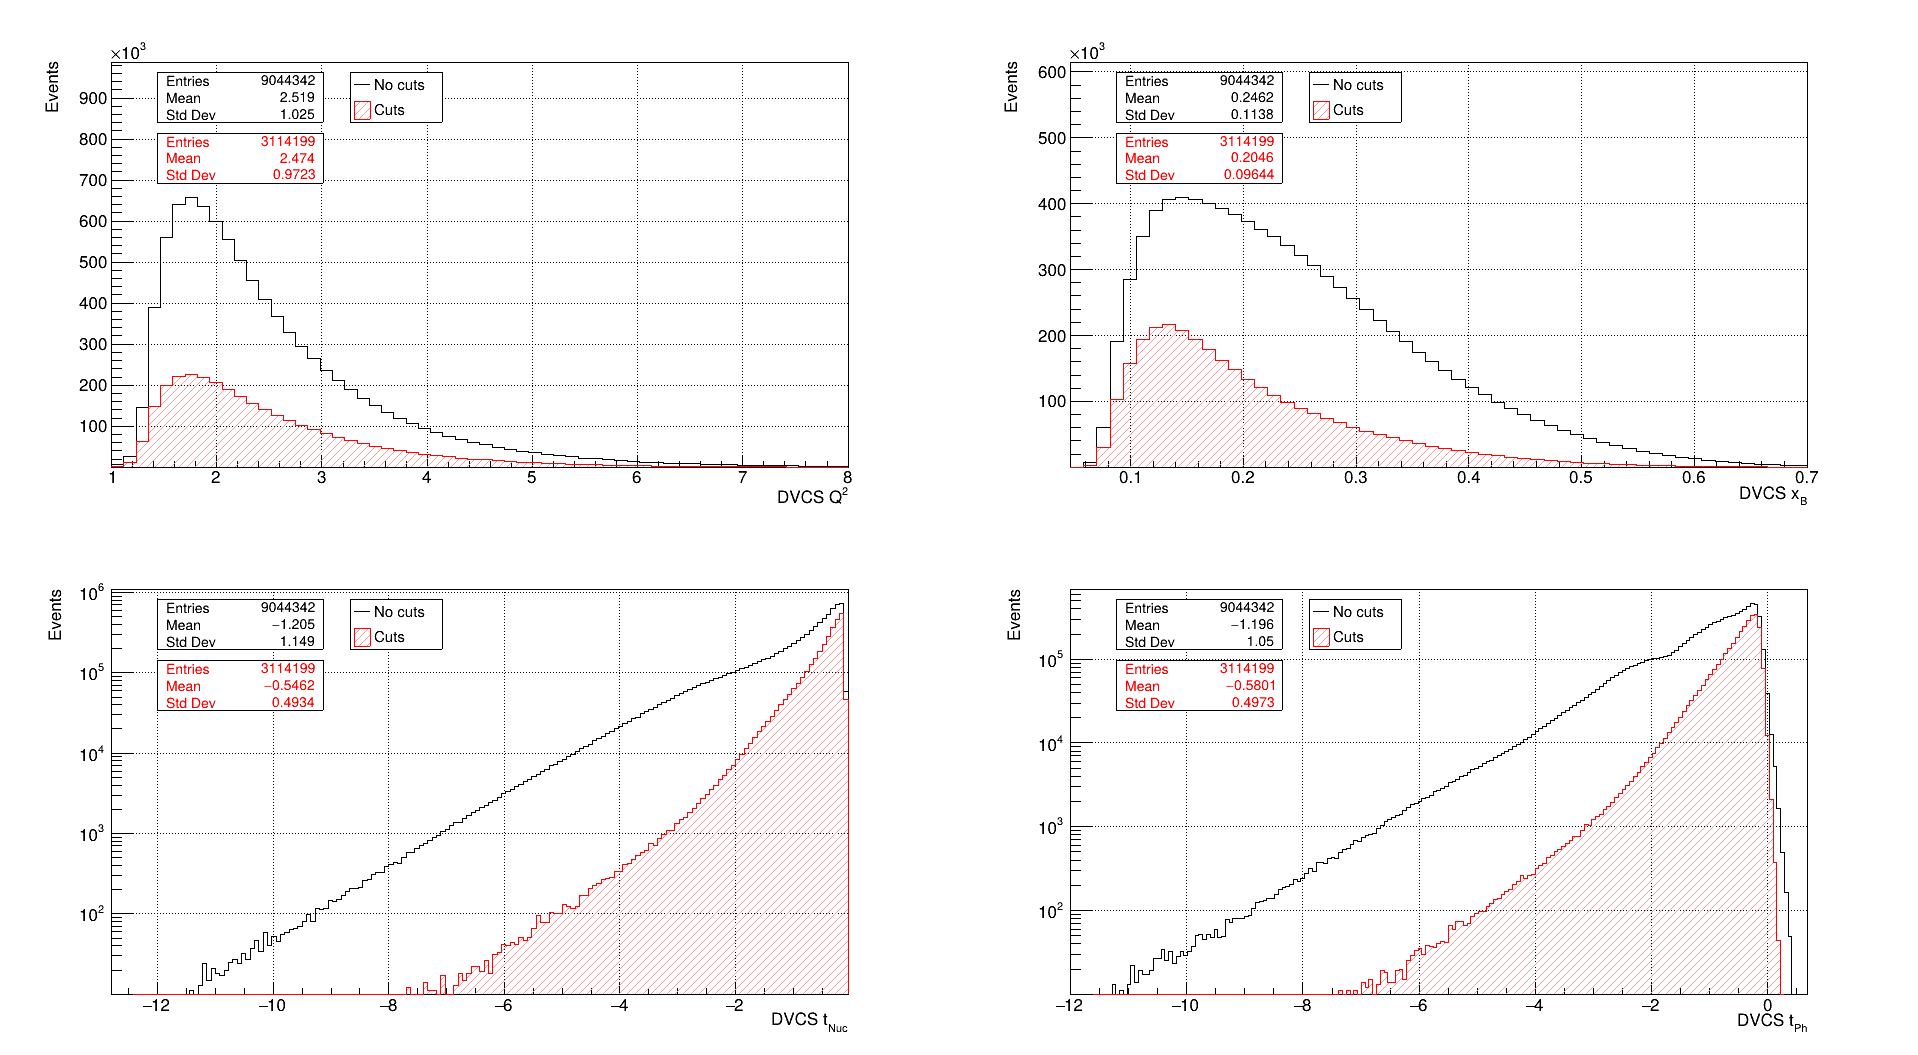 ×10³
Events
Entries 9044342
Mean 2.519
Std Dev 1.025
Entries 3114199
Mean 2.474
Std Dev 0.9723
No cuts
Cuts
900
800
700
600
500
400
300
200
100
1 2 3 4 5 6 7 8
DVCS Q²
×10³
Events
Entries 9044342
Mean 0.2462
Std Dev 0.1138
Entries 3114199
Mean 0.2046
Std Dev 0.09644
No cuts
Cuts
600
500
400
300
200
100
0.1 0.2 0.3 0.4 0.5 0.6 0.7
DVCS x_B
Events
Entries 9044342
Mean −1.205
Std Dev 1.149
Entries 3114199
Mean −0.5462
Std Dev 0.4934
No cuts
Cuts
10⁶
10⁵
10⁴
10³
10²
−12 −10 −8 −6 −4 −2
DVCS t_Nuc
Events
Entries 9044342
Mean −1.196
Std Dev 1.05
Entries 3114199
Mean −0.5801
Std Dev 0.4973
No cuts
Cuts
10⁵
10⁴
10³
10²
−12 −10 −8 −6 −4 −2 0
DVCS t_Ph